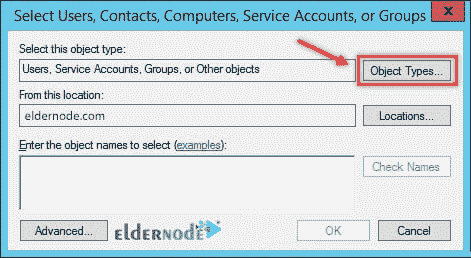 Select Users, Contacts, Computers, Service Accounts, or Groups
X
Select this object type:
Users, Service Accounts, Groups, or Other objects
Object Types...
From this location:
eldernode.com
Locations...
Enter the object names to select (examples):
Check Names
Advanced...
eldernode
OK
Cancel